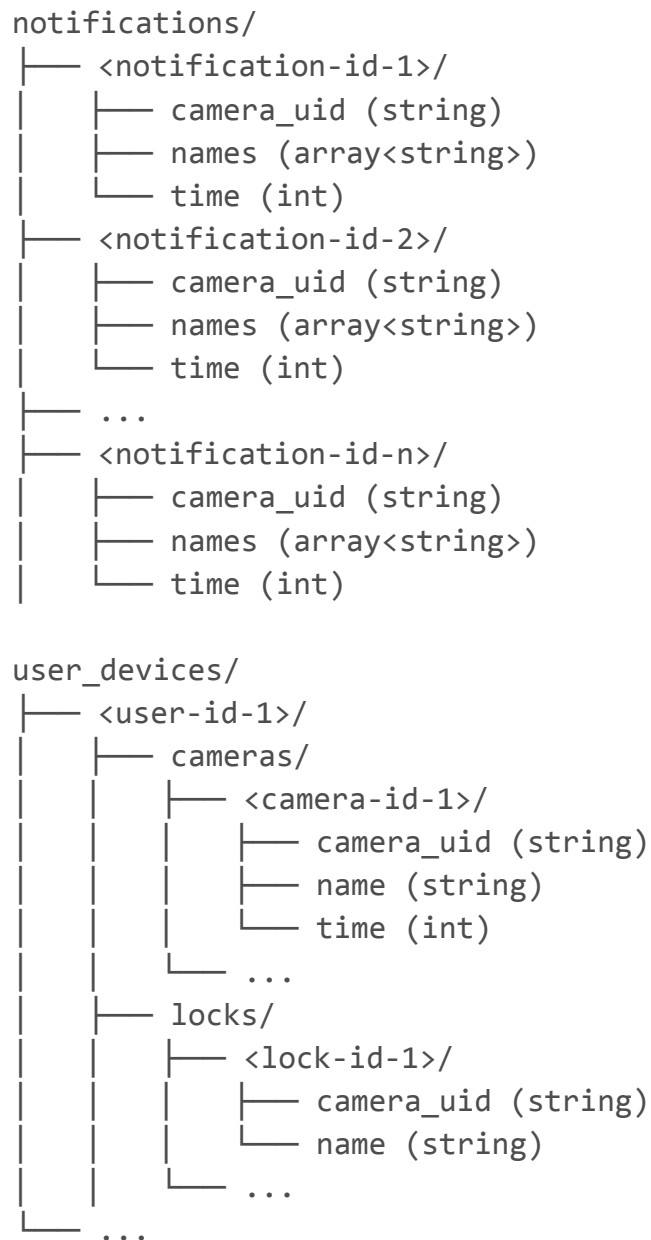 notifications/
├── <notification-id-1>/
│   ├── camera_uid (string)
│   ├── names (array<string>)
│   └── time (int)
├── <notification-id-2>/
│   ├── camera_uid (string)
│   ├── names (array<string>)
│   └── time (int)
├── ...
├── <notification-id-n>/
│   ├── camera_uid (string)
│   ├── names (array<string>)
│   └── time (int)
user_devices/
├── <user-id-1>/
│   ├── cameras/
│   │   ├── <camera-id-1>/
│   │   │   ├── camera_uid (string)
│   │   │   ├── name (string)
│   │   │   └── time (int)
│   │   └── ...
│   ├── locks/
│   │   ├── <lock-id-1>/
│   │   │   ├── camera_uid (string)
│   │   │   └── name (string)
│   │   └── ...
└── ...